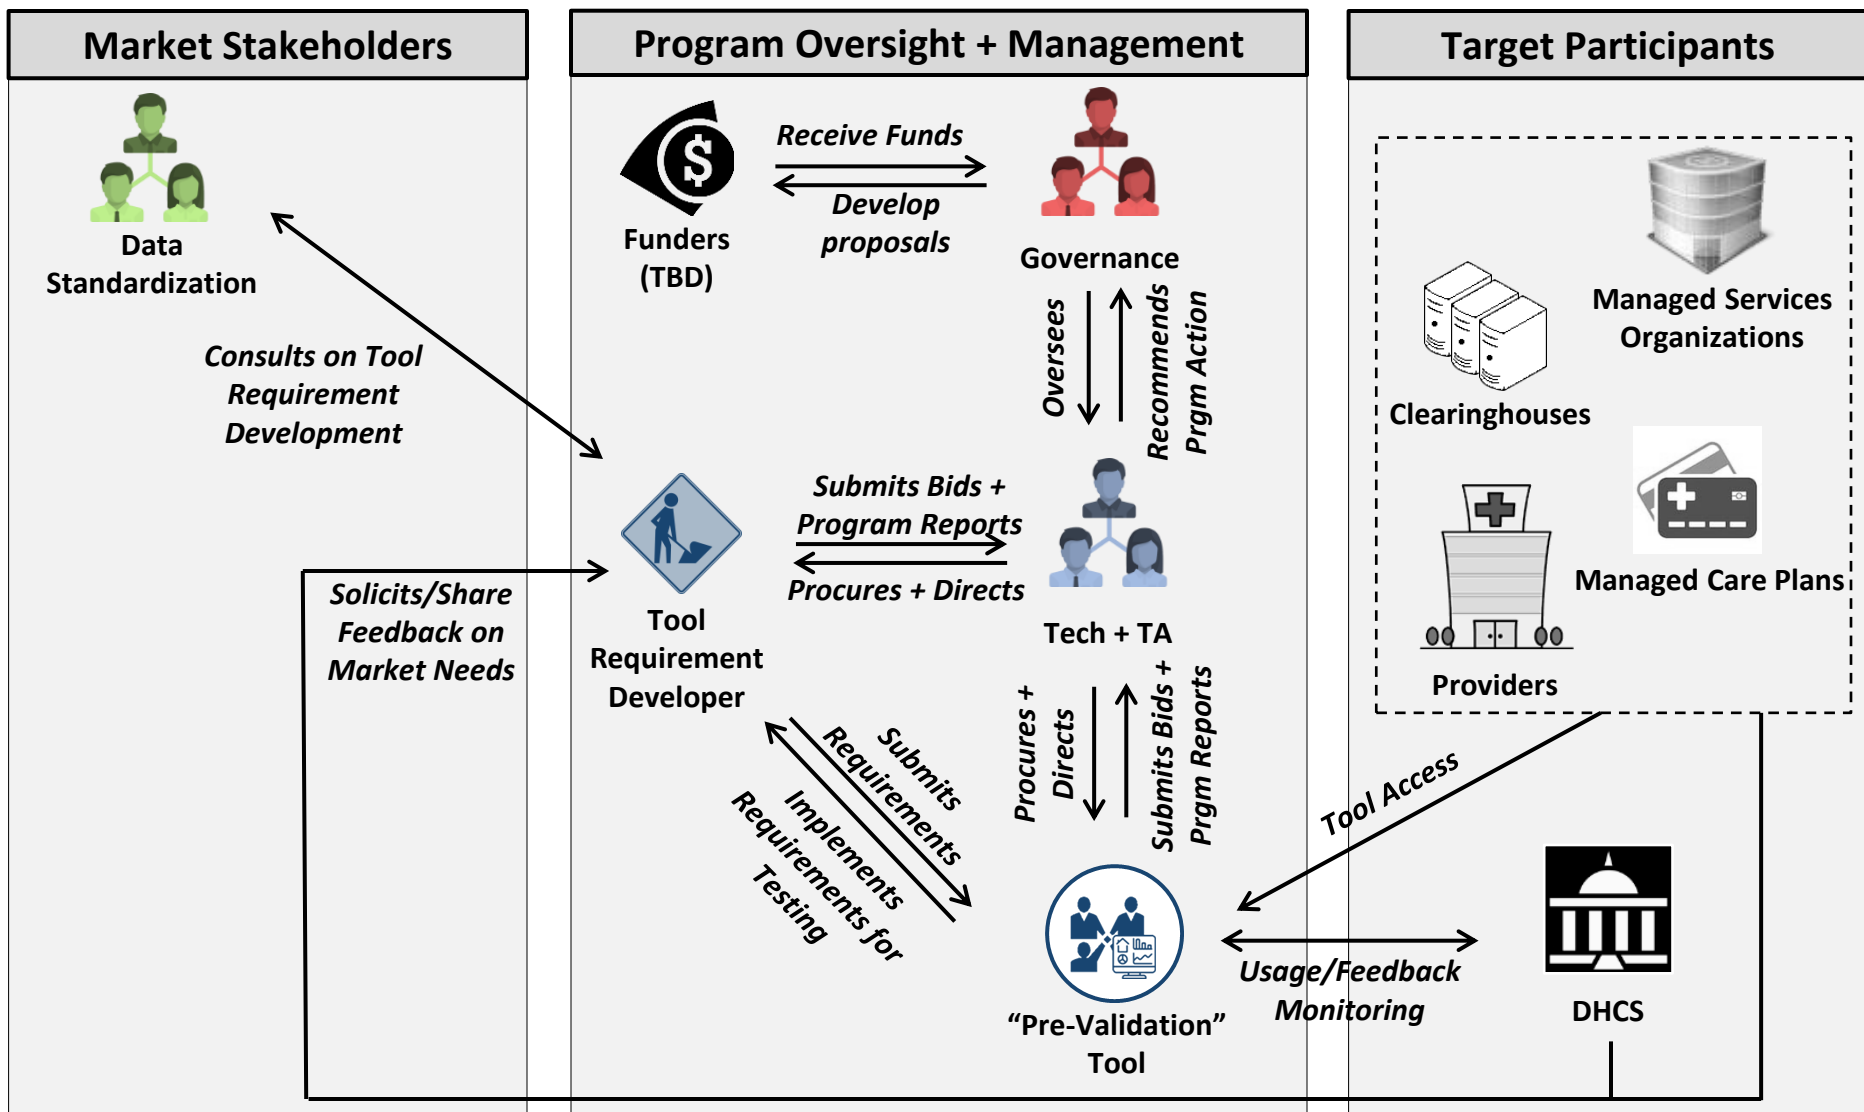 Market Stakeholders
Data
Standardization
Consults on Tool
Requirement
Development
Solicits/Share
Feedback on
Market Needs
Program Oversight + Management
Receive Funds
Develop
proposals
Funders
(TBD)
Governance
Oversees
Recommends
Prgm Action
Submits Bids +
Program Reports
Procures + Directs
Tool
Requirement
Developer
Tech + TA
Procures +
Directs
Submits Bids +
Prgm Reports
Submits
Requirements
Implements
Requirements for
Testing
“Pre-Validation”
Tool
Target Participants
Managed Services
Organizations
Clearinghouses
Managed Care Plans
Providers
Tool Access
Usage/Feedback
Monitoring
DHCS